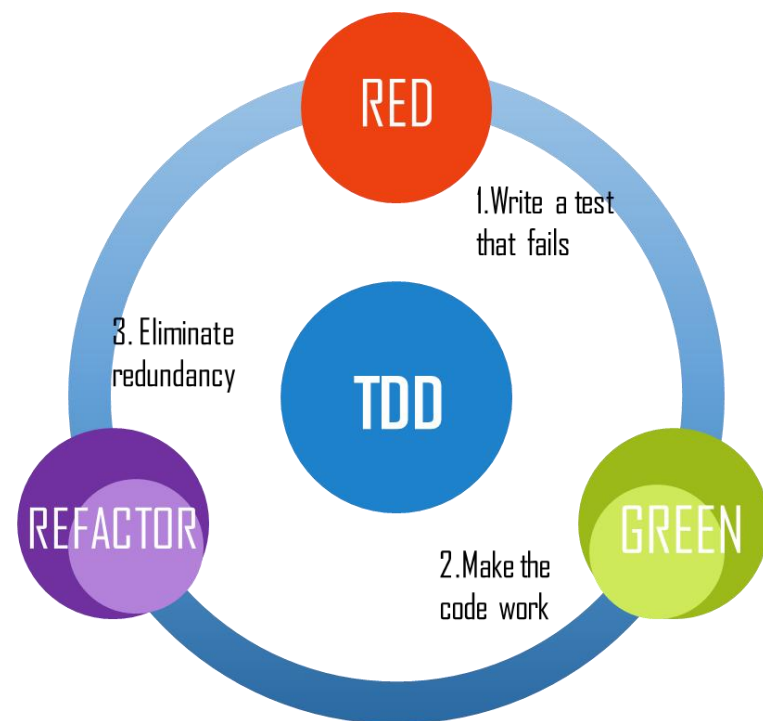 RED
1.Write a test
that fails
3. Eliminate
redundancy
TDD
REFACTOR
GREEN
2.Make the
code work